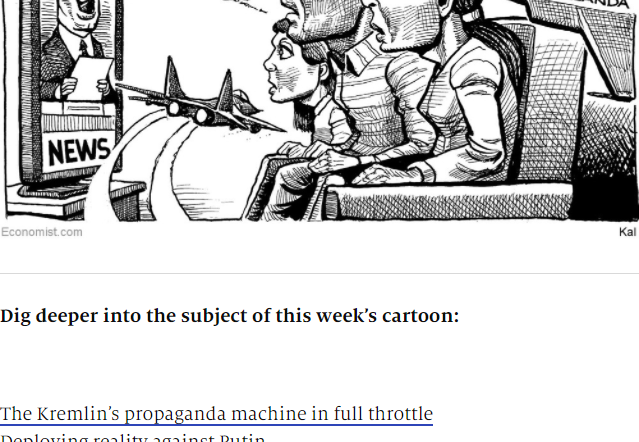 NEWS
Economist.com
Kal
Dig deeper into the subject of this week's cartoon:
The Kremlin's propaganda machine in full throttle
Deploying reality against Putin